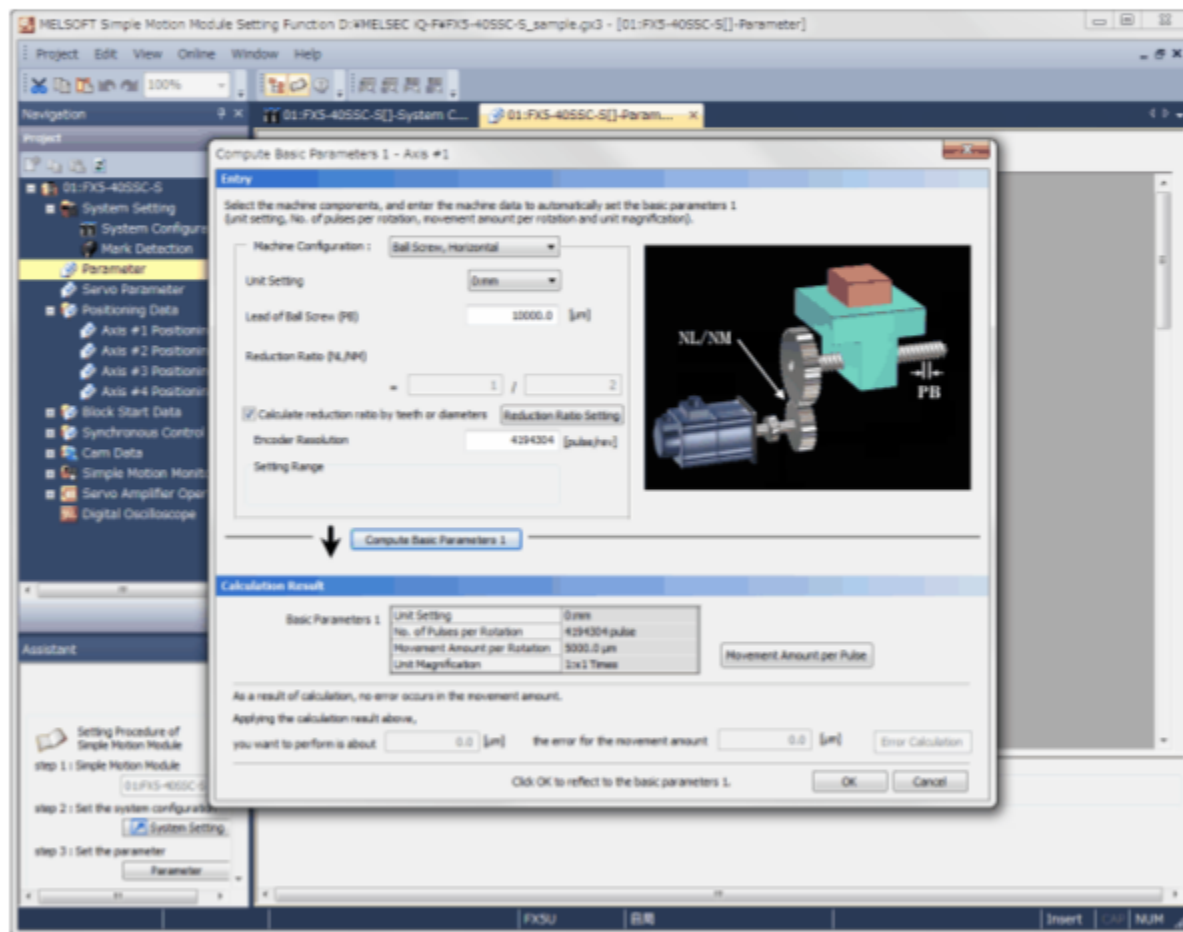 MELSOFT Simple Motion Module Setting Function D:¥MELSEC iQ-F¥FX5-40SSC-S_sample.gx3 - [01:FX5-40SSC-S[]-Parameter]
Project Edit View Online Window Help
100%
Navigation
01:FX5-40SSC-S[]-System C...
01:FX5-40SSC-S[]-Param...
Project
01:FX5-40SSC-S
System Setting
System Configura
Mark Detection
Parameter
Servo Parameter
Positioning Data
Axis #1 Positionin
Axis #2 Positionin
Axis #3 Positionin
Axis #4 Positionin
Block Start Data
Synchronous Control
Cam Data
Simple Motion Monit
Servo Amplifier Oper
Digital Oscilloscope
Compute Basic Parameters 1 - Axis #1
Entry
Select the machine components, and enter the machine data to automatically set the basic parameters 1
(unit setting, No. of pulses per rotation, movement amount per rotation and unit magnification).
Machine Configuration : Ball Screw, Horizontal
Unit Setting 0:mm
Lead of Ball Screw (PB) 10000.0 [μm]
Reduction Ratio (NL/NM)
= 1 / 2
Calculate reduction ratio by teeth or diameters Reduction Ratio Setting
Encoder Resolution 4194304 [pulse/rev]
Setting Range
NL/NM
PB
Compute Basic Parameters 1
Calculation Result
Basic Parameters 1
Unit Setting 0:mm
No. of Pulses per Rotation 4194304 pulse
Movement Amount per Rotation 5000.0 μm
Unit Magnification 1:x1 Times
Movement Amount per Pulse
As a result of calculation, no error occurs in the movement amount.
Applying the calculation result above,
you want to perform is about 0.0 [μm] the error for the movement amount 0.0 [μm] Error Calculation
Click OK to reflect to the basic parameters 1. OK Cancel
Assistant
Setting Procedure of
Simple Motion Module
step 1 : Simple Motion Module
01:FX5-40SSC-S
step 2 : Set the system configuration
System Setting
step 3 : Set the parameter
Parameter
FX5U 自局 Insert CAP NUM